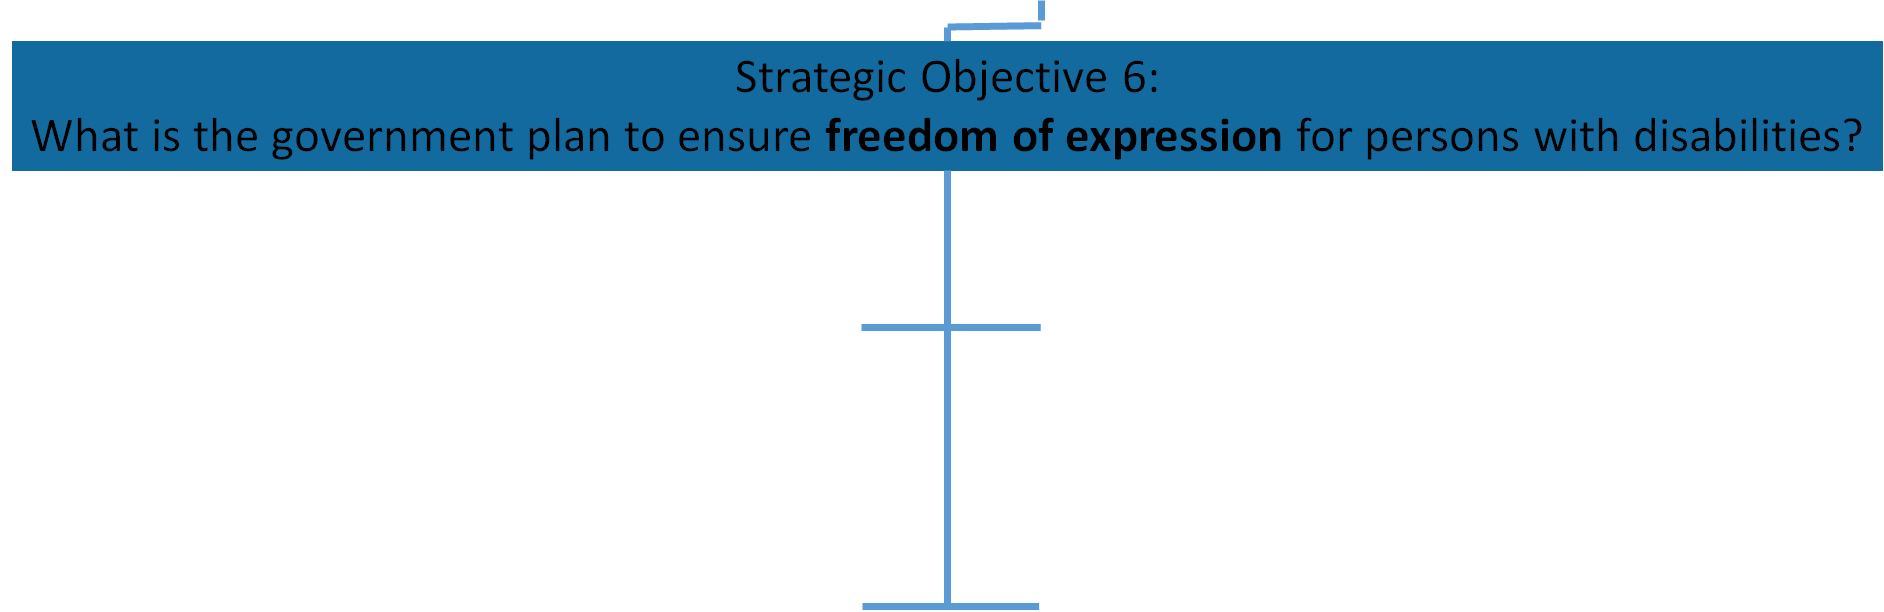 Strategic Objective 6:
What is the government plan to ensure freedom of expression for persons with disabilities?